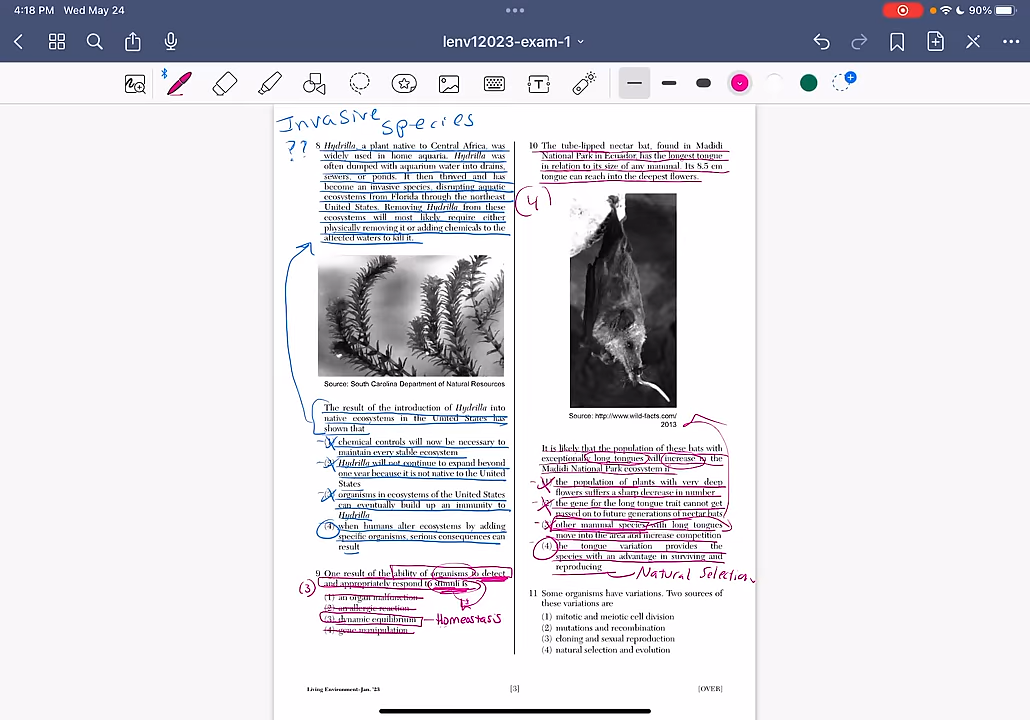 4:18 PM Wed May 24
90%
lenv12023-exam-1
Invasive
species
??
8 Hydrilla, a plant native to Central Africa, was
widely used in home aquaria. Hydrilla was
often dumped with aquarium water into drains,
sewers, or ponds. It then thrived and has
become an invasive species, disrupting aquatic
ecosystems from Florida through the northeast
United States. Removing Hydrilla from these
ecosystems will most likely require either
physically removing it or adding chemicals to the
affected waters to kill it.
Source: South Carolina Department of Natural Resources
The result of the introduction of Hydrilla into
native ecosystems in the United States has
shown that
(1) chemical controls will now be necessary to
maintain every stable ecosystem
(2) Hydrilla will not continue to expand beyond
one year because it is not native to the United
States
(3) organisms in ecosystems of the United States
can eventually build up an immunity to
Hydrilla
(4) when humans alter ecosystems by adding
specific organisms, serious consequences can
result
9 One result of the ability of organisms to detect
and appropriately respond to stimuli is
(3)
(1) an organ malfunction
(2) an allergic reaction
(3) dynamic equilibrium
Homeostasis
(4) gene manipulation
10 The tube-lipped nectar bat, found in Madidi
National Park in Ecuador, has the longest tongue
in relation to its size of any mammal. Its 8.5 cm
tongue can reach into the deepest flowers.
(4)
Source: http://www.wild-facts.com/
2013
It is likely that the population of these bats with
exceptionally long tongues will increase in the
Madidi National Park ecosystem if
(1) the population of plants with very deep
flowers suffers a sharp decrease in number
(2) the gene for the long tongue trait cannot get
passed on to future generations of nectar bats
(3) other mammal species with long tongues
move into the area and increase competition
(4) the tongue variation provides the
species with an advantage in surviving and
reproducing
Natural Selection
11 Some organisms have variations. Two sources of
these variations are
(1) mitotic and meiotic cell division
(2) mutations and recombination
(3) cloning and sexual reproduction
(4) natural selection and evolution
Living Environment–Jan. '23
[3]
[OVER]